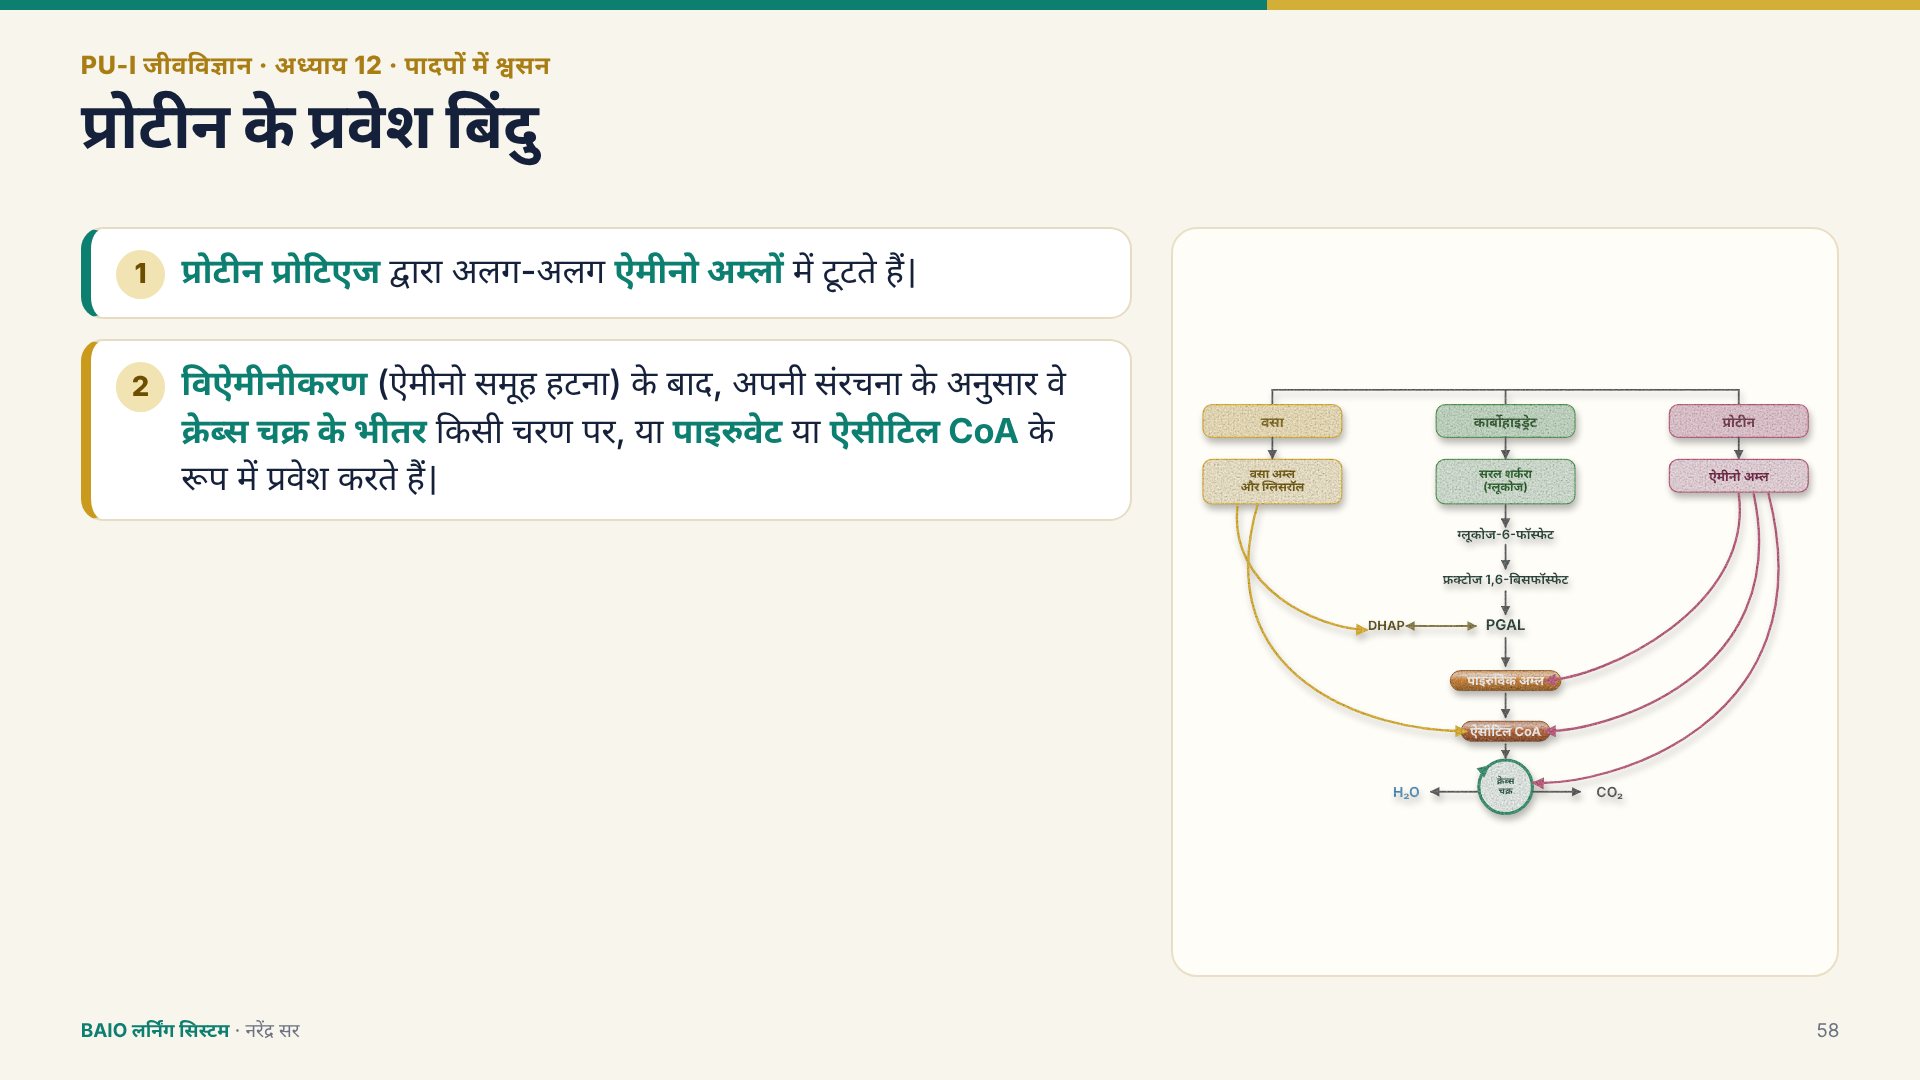 PU-I जीवविज्ञान · अध्याय 12 · पादपों में श्वसन
प्रोटीन के प्रवेश बिंदु
1 प्रोटीन प्रोटिएज द्वारा अलग-अलग ऐमीनो अम्लों में टूटते हैं|
2 विऐमीनीकरण (ऐमीनो समूह हटना) के बाद, अपनी संरचना के अनुसार वे
क्रेब्स चक्र के भीतर किसी चरण पर, या पाइरुवेट या ऐसीटिल CoA के
रूप में प्रवेश करते हैं|
वसा
कार्बोहाइड्रेट
प्रोटीन
वसा अम्ल
और ग्लिसरॉल
सरल शर्करा
(ग्लूकोज)
ऐमीनो अम्ल
ग्लूकोज-6-फॉस्फेट
फ्रक्टोज 1,6-बिसफॉस्फेट
DHAP
PGAL
पाइरुविक अम्ल
ऐसीटिल CoA
क्रेब्स
चक्र
H₂O
CO₂
BAIO लर्निंग सिस्टम · नरेंद्र सर
58